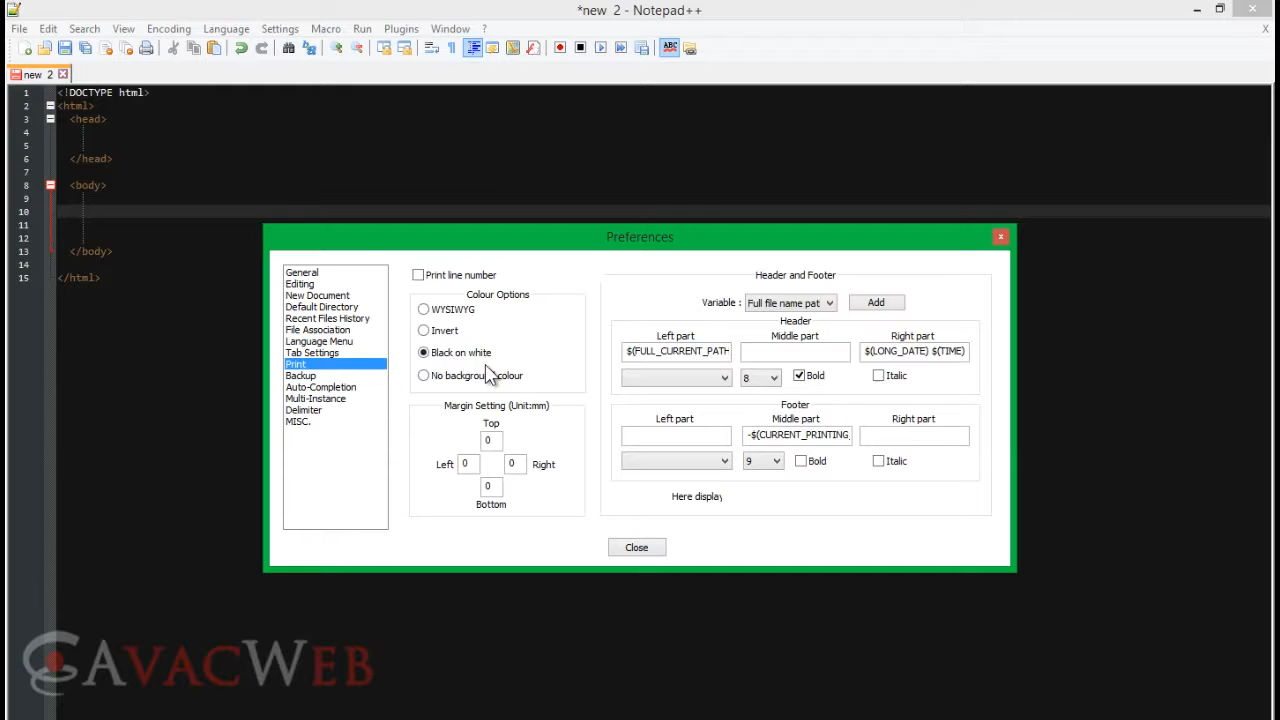 *new  2 - Notepad++
File Edit Search View Encoding Language Settings Macro Run Plugins Window ? X
ABC
new  2
1 <!DOCTYPE html>
2 <html>
3 <head>
4
5
6 </head>
7
8 <body>
9
10
11
12
13 </body>
14
15 </html>
Preferences
General
Editing
New Document
Default Directory
Recent Files History
File Association
Language Menu
Tab Settings
Print
Backup
Auto-Completion
Multi-Instance
Delimiter
MISC.
Print line number
Colour Options
WYSIWYG
Invert
Black on white
No background colour
Margin Setting (Unit:mm)
Top
0
Left 0 0 Right
0
Bottom
Header and Footer
Variable : Full file name pat Add
Header
Left part Middle part Right part
$(FULL_CURRENT_PATH $(LONG_DATE) $(TIME)
8 Bold Italic
Footer
Left part Middle part Right part
-$(CURRENT_PRINTING_
9 Bold Italic
Here display
Close
AVACWEB